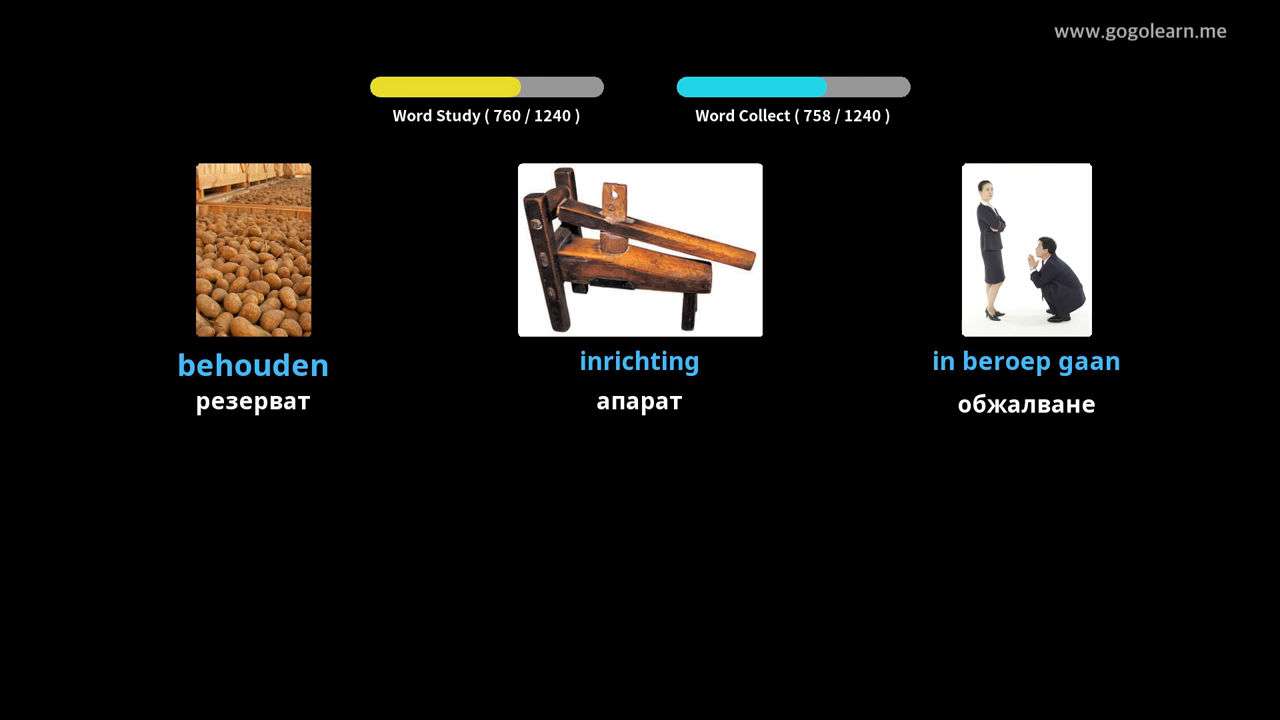 www.gogolearn.me
Word Study ( 760 / 1240 )
Word Collect ( 758 / 1240 )
behouden
резерват
inrichting
апарат
in beroep gaan
обжалване